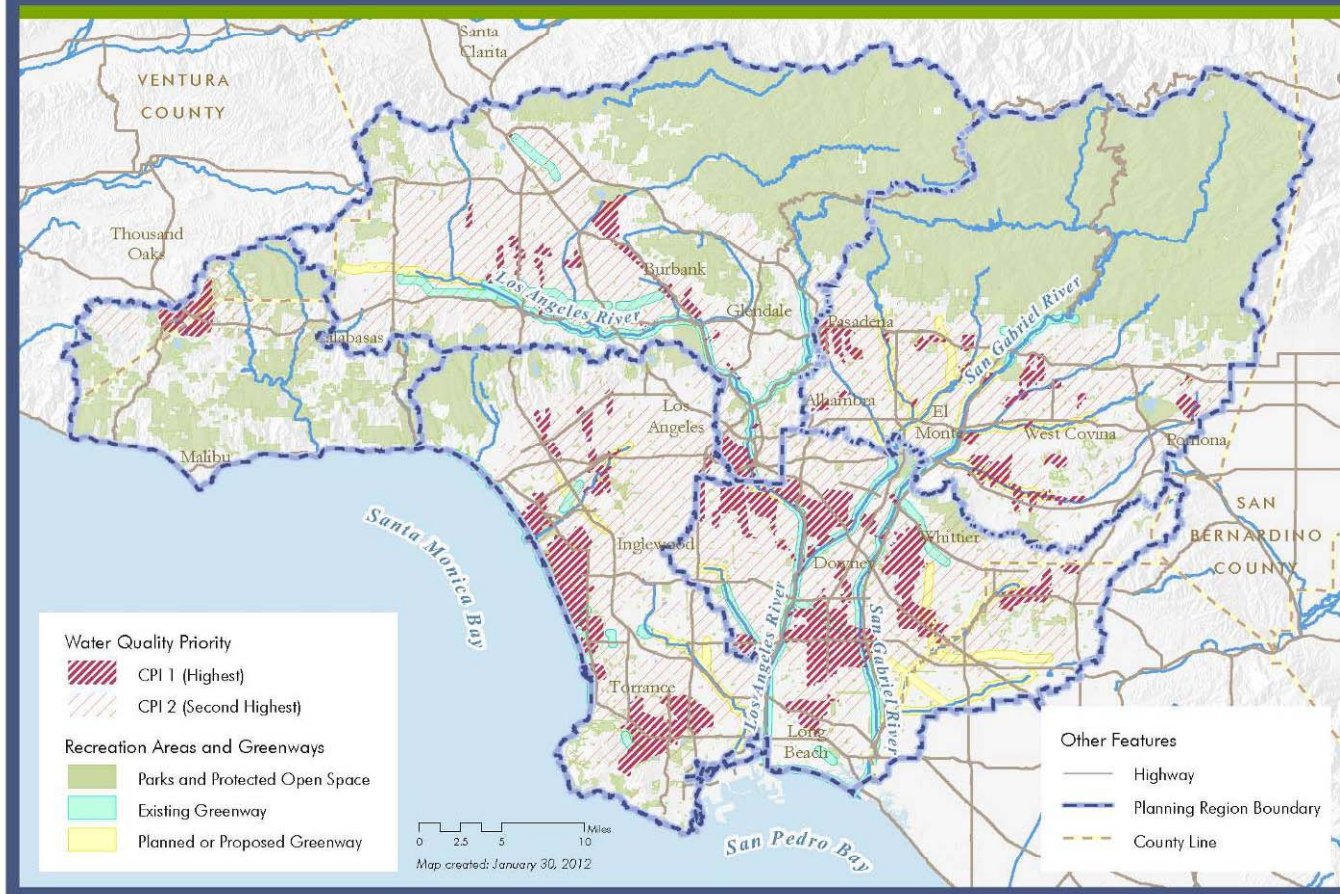 Santa
Clarita
VENTURA
COUNTY
Thousand
Oaks
Burbank
Los Angeles River
Glendale
Calabasas
Pasadena
San Gabriel River
Alhambra
El
Monte
West Covina
Pomona
Los
Angeles
Malibu
SAN
BERNARDINO
COUNTY
Santa Monica Bay
Inglewood
Whittier
Downey
Los Angeles River
San Gabriel River
Torrance
Long
Beach
San Pedro Bay
Water Quality Priority
CPI 1 (Highest)
CPI 2 (Second Highest)
Recreation Areas and Greenways
Parks and Protected Open Space
Existing Greenway
Planned or Proposed Greenway
Miles
0 2.5 5 10
Map created: January 30, 2012
Other Features
Highway
Planning Region Boundary
County Line